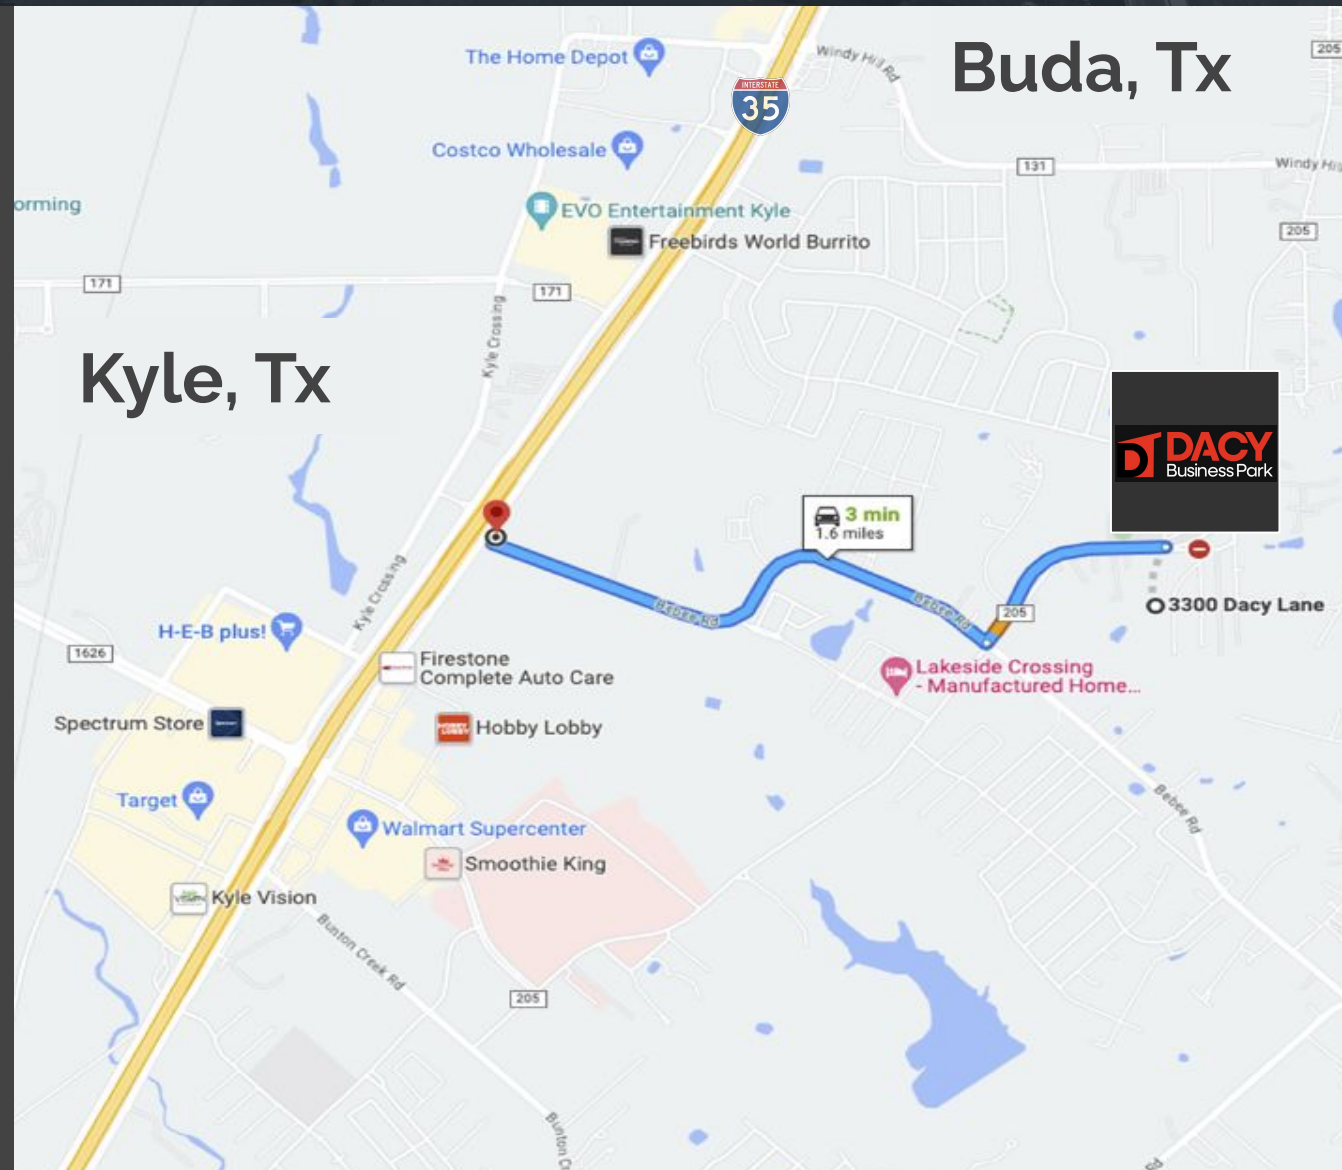 Buda, Tx
The Home Depot
Windy Hill Rd
205
INTERSTATE
35
Costco Wholesale
131
Windy
orming
EVO Entertainment Kyle
205
Freebirds World Burrito
171
171
Kyle Crossing
Kyle, Tx
D DACY
Business Park
3 min
1.6 miles
Kyle Crossing
Bebee Rd
Bebee Rd
205
3300 Dacy Lane
H-E-B plus!
1626
Firestone
Complete Auto Care
Lakeside Crossing
- Manufactured Home...
Spectrum Store
HOBBY
LOBBY
Hobby Lobby
Target
Bebee Rd
Walmart Supercenter
Smoothie King
Kyle Vision
Bunton Creek Rd
205
Bunton